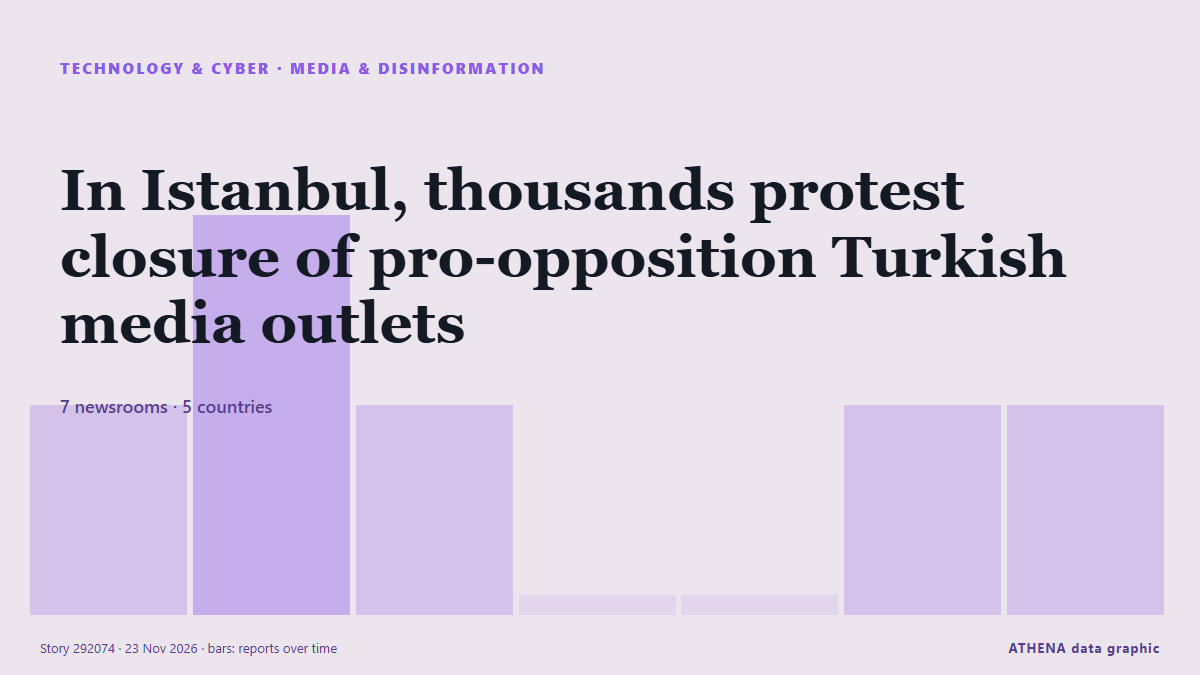 TECHNOLOGY & CYBER · MEDIA & DISINFORMATION
In Istanbul, thousands protest
closure of pro-opposition Turkish
media outlets
7 newsrooms · 5 countries
Story 292074 · 23 Nov 2026 · bars: reports over time
ATHENA data graphic